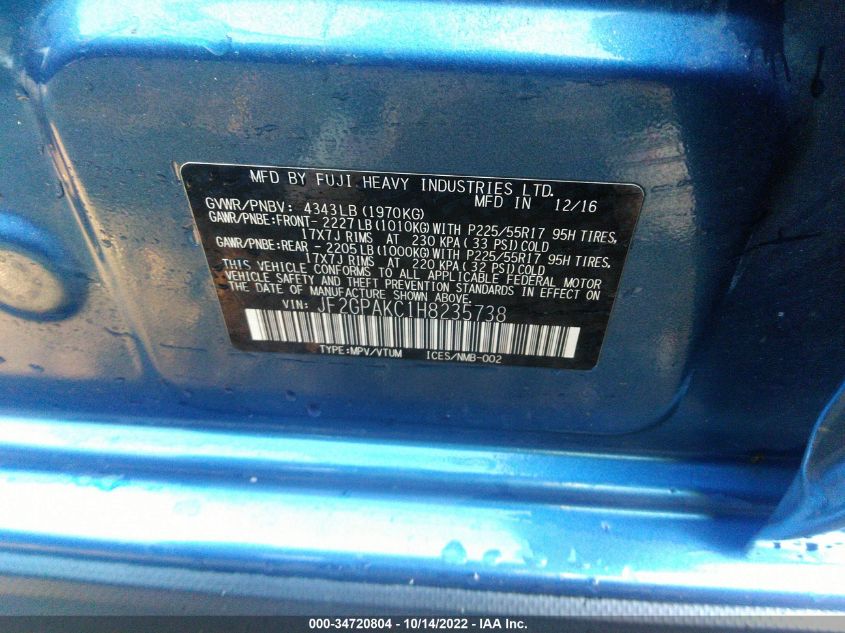 MFD BY FUJI HEAVY INDUSTRIES LTD.
MFD IN 12/16
GVWR/PNBV: 4343LB(1970KG)
GAWR/PNBE:FRONT- 2227LB(1010KG)WITH P225/55R17 95H TIRES,
17X7J RIMS AT 230 KPA(33 PSI)COLD
GAWR/PNBE:REAR - 2205LB(1000KG)WITH P225/55R17 95H TIRES,
17X7J RIMS AT 220 KPA(32 PSI)COLD
THIS VEHICLE CONFORMS TO ALL APPLICABLE FEDERAL MOTOR
VEHICLE SAFETY AND THEFT PREVENTION STANDARDS IN EFFECT ON
THE DATE OF MANUFACTURE SHOWN ABOVE.
VIN: JF2GPAKC1H8235738
TYPE:MPV/VTUM ICES/NMB-002
000-34720804 - 10/14/2022 - IAA Inc.